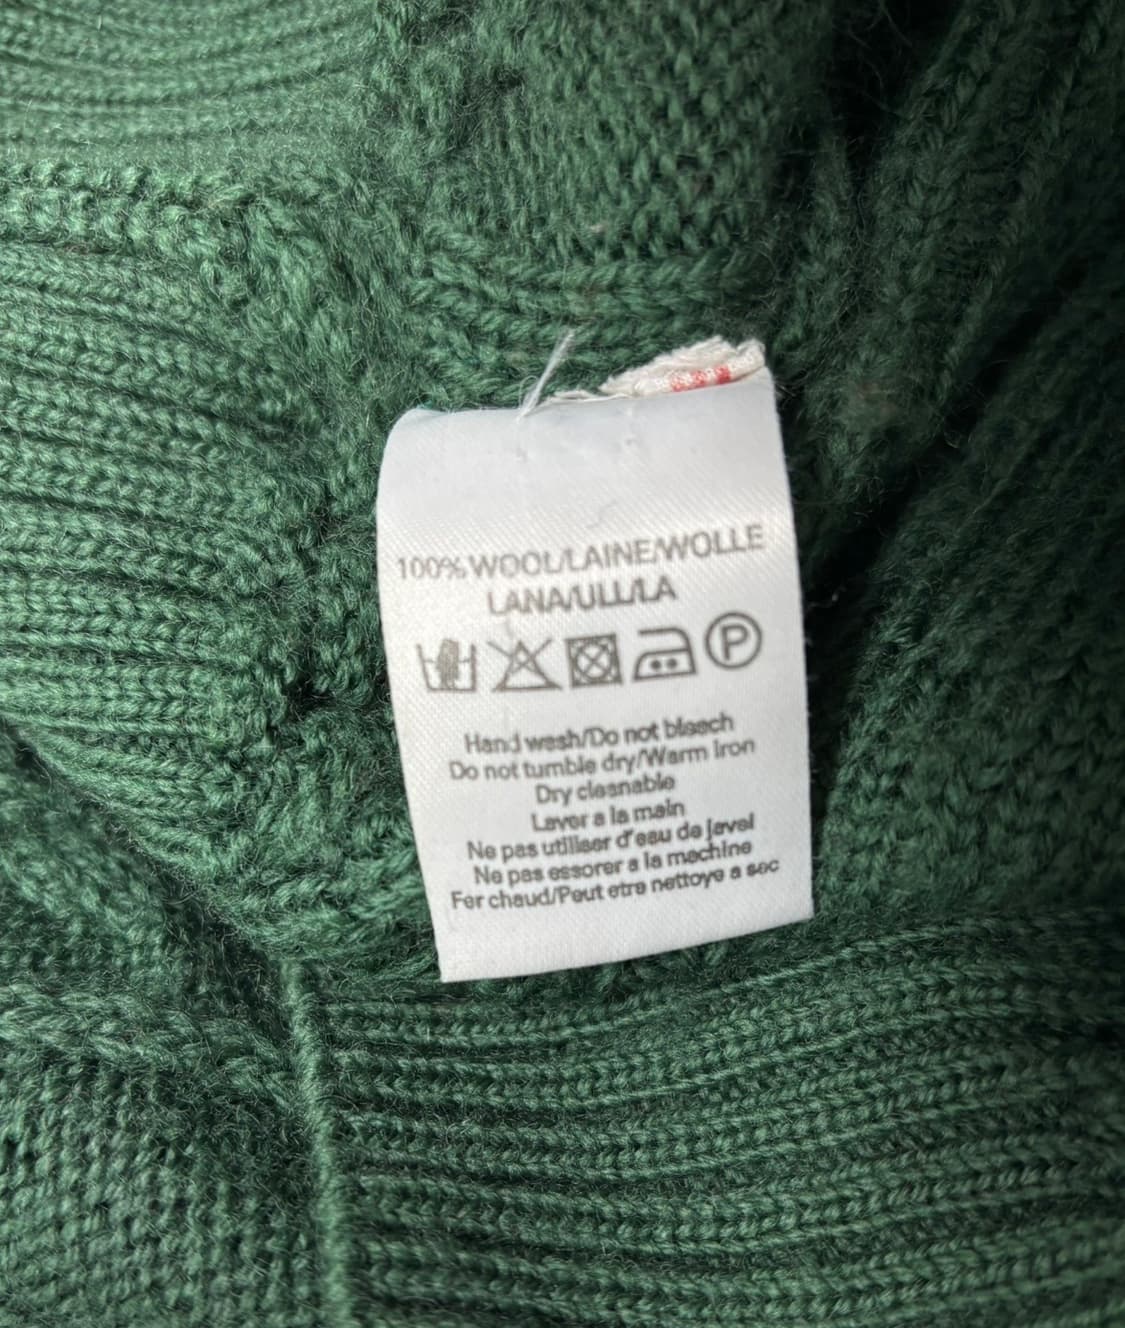 100% WOOL/LAINE/WOLLE
LANA/ULL/LA
P
Hand wash/Do not bleach
Do not tumble dry/Warm Iron
Dry cleanable
Laver a la main
Ne pas utiliser d'eau de javel
Ne pas essorer a la machine
Fer chaud/Peut etre nettoye a sec